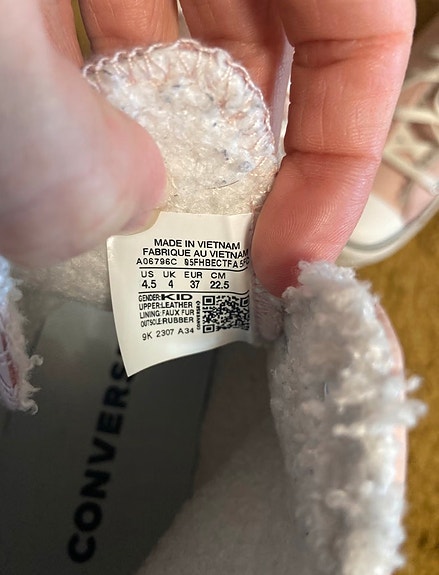 MADE IN VIETNAM
FABRIQUE AU VIETNAM
A06796C
US UK EUR CM
4.5 4 37 22.5
GENDER:KID
UPPER:LEATHER
LINING:FAUX FUR
OUTSOLE:RUBBER
CONVERSE
9K 2307 A34
CONVERS